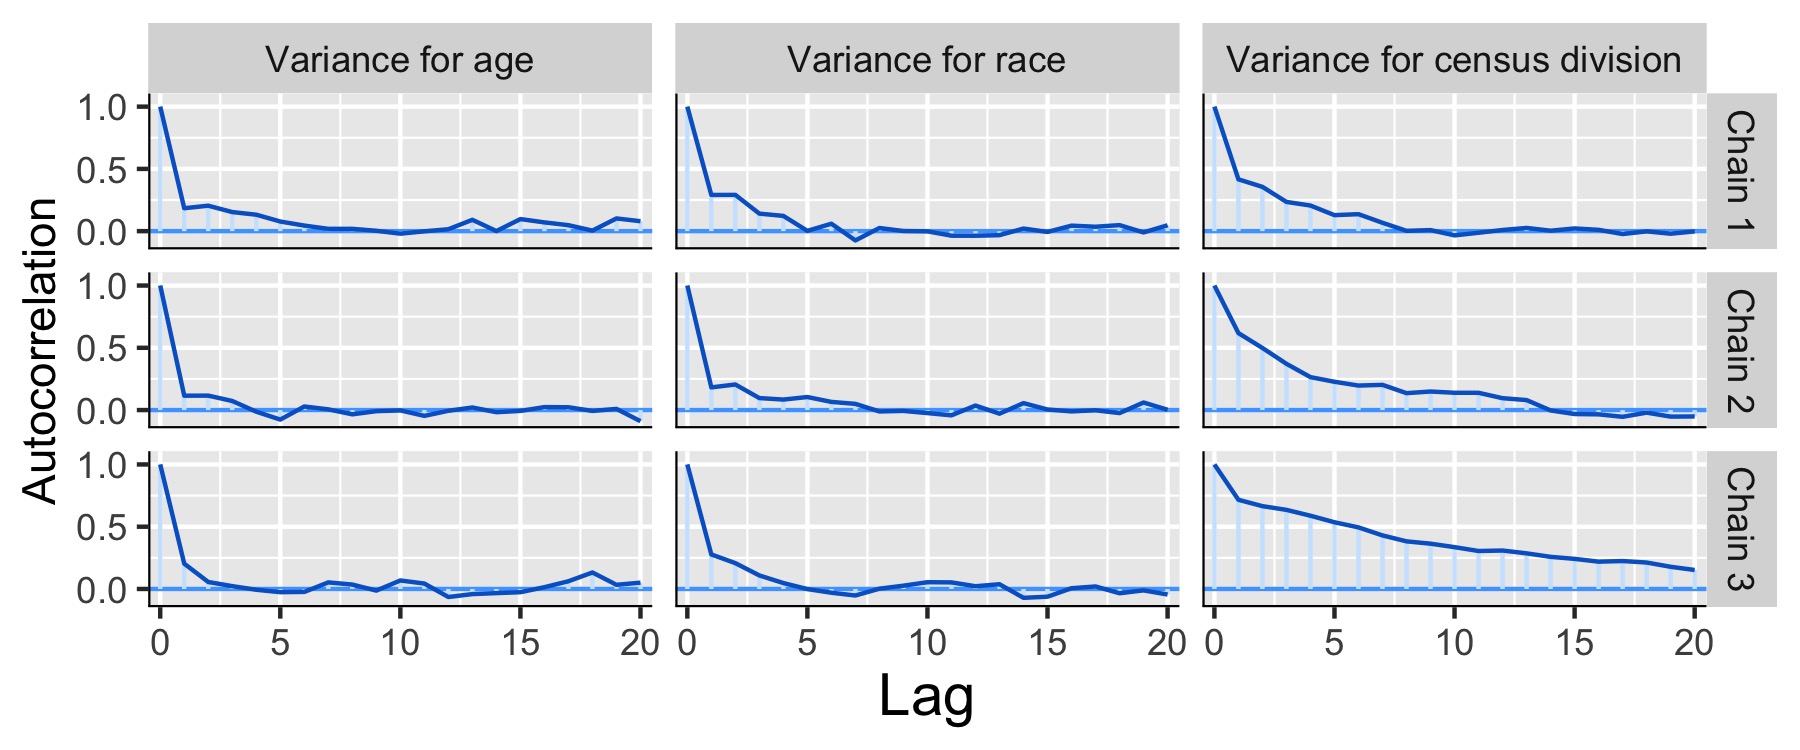 Variance for age
Variance for race
Variance for census division
Autocorrelation
1.0
0.5
0.0
Chain 1
1.0
0.5
0.0
Chain 2
1.0
0.5
0.0
Chain 3
0 5 10 15 20 0 5 10 15 20 0 5 10 15 20
Lag